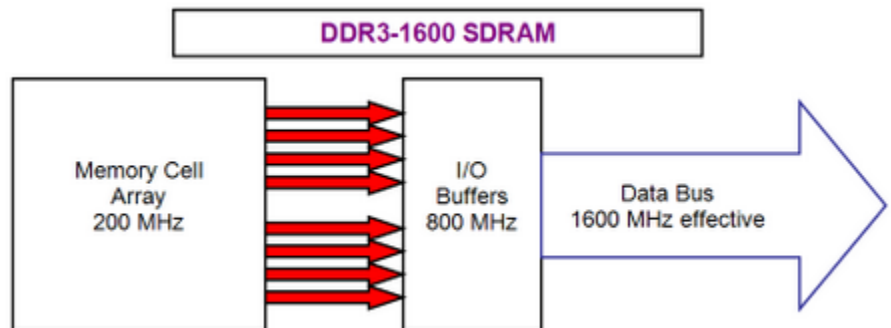 DDR3-1600 SDRAM
Memory Cell
Array
200 MHz
I/O
Buffers
800 MHz
Data Bus
1600 MHz effective